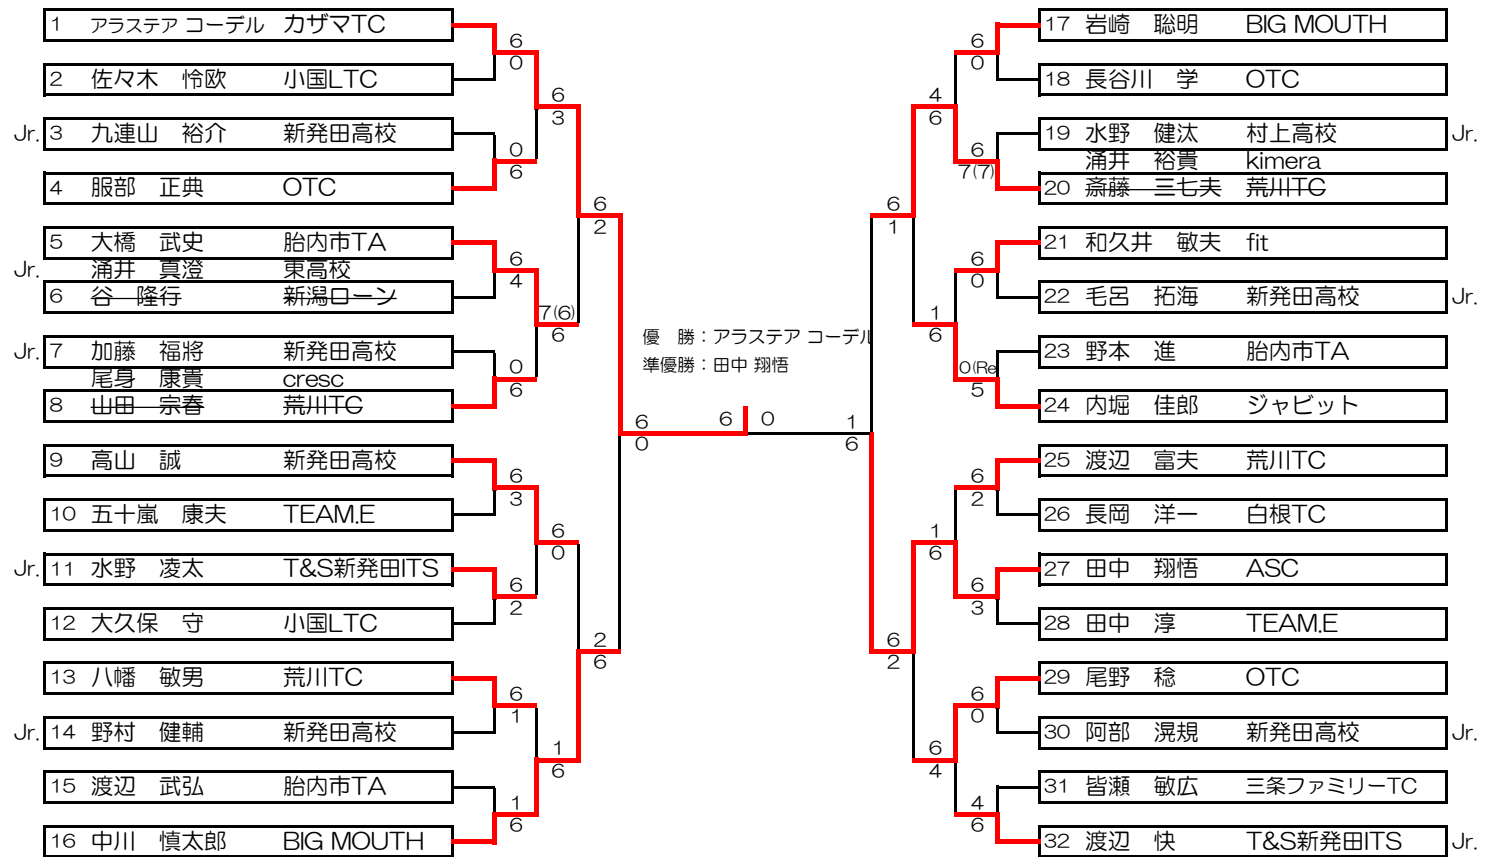 1 アラステア コーデル カザマTC
6
0
2 佐々木 怜欧 小国LTC
6
3
Jr. 3 九連山 裕介 新発田高校
0
6
4 服部 正典 OTC
6
2
5 大橋 武史 胎内市TA
Jr. 涌井 真澄 東高校
6
4
6 谷 隆行 新潟ローン
7(6)
6
Jr. 7 加藤 福將 新発田高校
尾身 康貴 cresc
0
6
8 山田 宗春 荒川TC
6
0
9 高山 誠 新発田高校
6
3
10 五十嵐 康夫 TEAM.E
6
0
Jr. 11 水野 凌太 T&S新発田ITS
6
2
12 大久保 守 小国LTC
2
6
13 八幡 敏男 荒川TC
6
1
Jr. 14 野村 健輔 新発田高校
1
6
15 渡辺 武弘 胎内市TA
1
6
16 中川 慎太郎 BIG MOUTH
優 勝：アラステア コーデル
準優勝：田中 翔悟
6 0
17 岩崎 聡明 BIG MOUTH
6
0
18 長谷川 学 OTC
4
6
19 水野 健汰 村上高校 Jr.
涌井 裕貴 kimera
6
7(7)
20 斎藤 三七夫 荒川TC
6
1
21 和久井 敏夫 fit
6
0
22 毛呂 拓海 新発田高校 Jr.
1
6
23 野本 進 胎内市TA
0(Re
5
24 内堀 佳郎 ジャビット
1
6
25 渡辺 富夫 荒川TC
6
2
26 長岡 洋一 白根TC
1
6
27 田中 翔悟 ASC
6
3
28 田中 淳 TEAM.E
6
2
29 尾野 稔 OTC
6
0
30 阿部 滉規 新発田高校 Jr.
6
4
31 皆瀬 敏広 三条ファミリーTC
4
6
32 渡辺 快 T&S新発田ITS Jr.